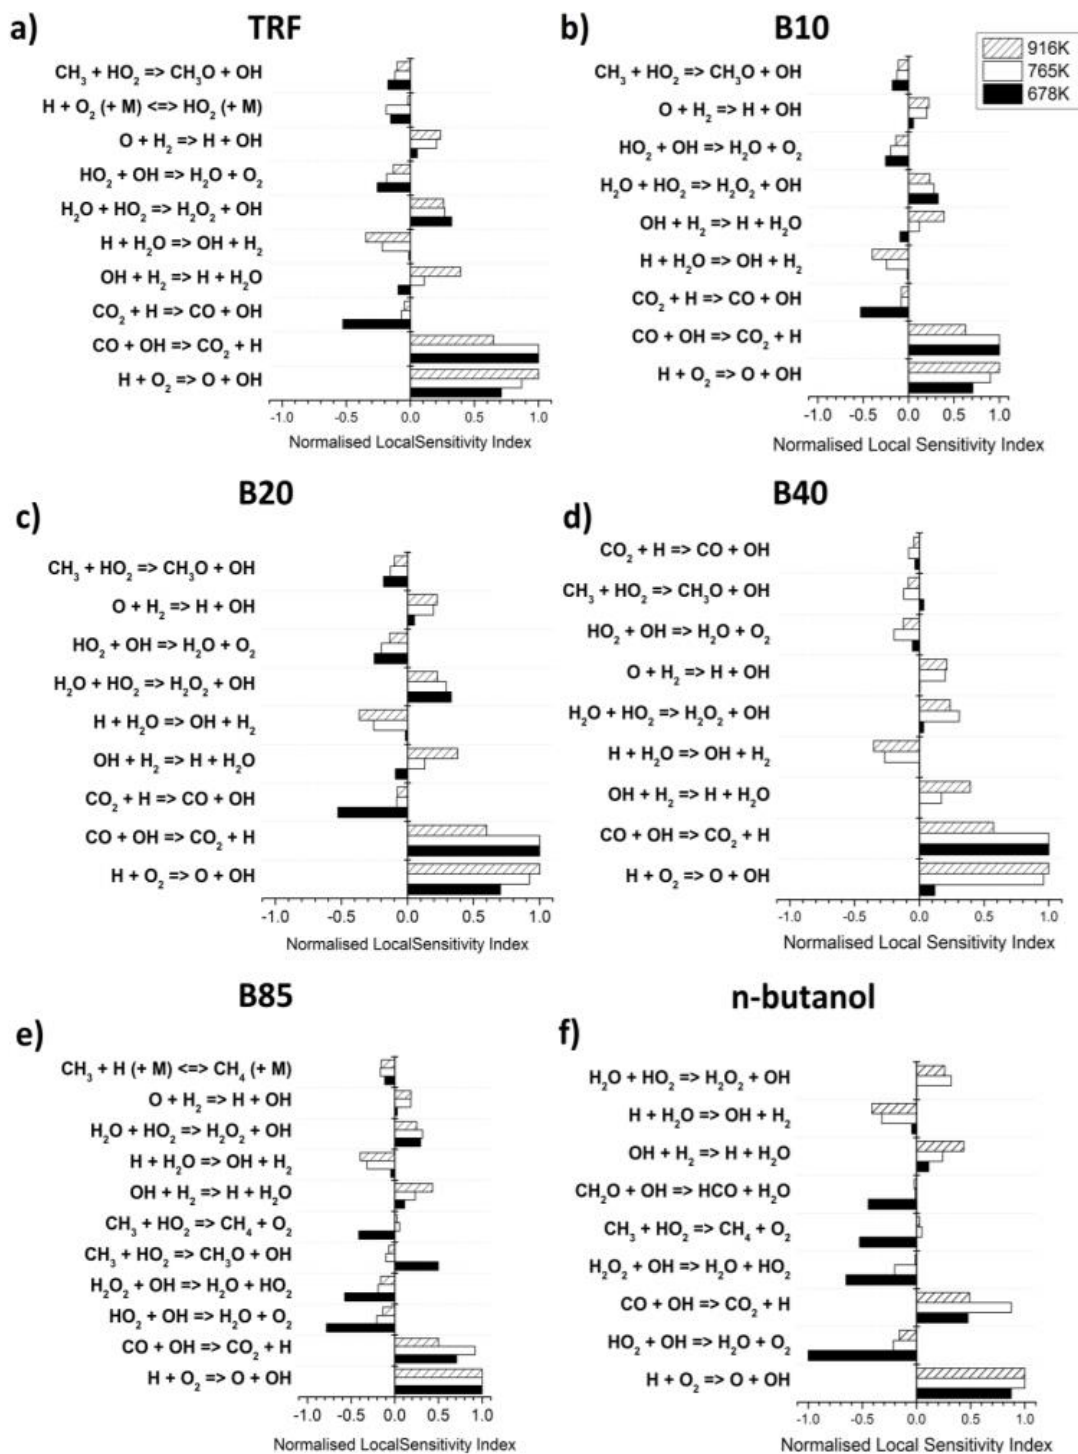 a)
TRF
CH3 + HO2 => CH3O + OH
H + O2 (+ M) <=> HO2 (+ M)
O + H2 => H + OH
HO2 + OH => H2O + O2
H2O + HO2 => H2O2 + OH
H + H2O => OH + H2
OH + H2 => H + H2O
CO2 + H => CO + OH
CO + OH => CO2 + H
H + O2 => O + OH
-1.0 -0.5 0.0 0.5 1.0
Normalised LocalSensitivity Index
b)
B10
916K
765K
678K
CH3 + HO2 => CH3O + OH
O + H2 => H + OH
HO2 + OH => H2O + O2
H2O + HO2 => H2O2 + OH
OH + H2 => H + H2O
H + H2O => OH + H2
CO2 + H => CO + OH
CO + OH => CO2 + H
H + O2 => O + OH
-1.0 -0.5 0.0 0.5 1.0
Normalised Local Sensitivity Index
c)
B20
CH3 + HO2 => CH3O + OH
O + H2 => H + OH
HO2 + OH => H2O + O2
H2O + HO2 => H2O2 + OH
H + H2O => OH + H2
OH + H2 => H + H2O
CO2 + H => CO + OH
CO + OH => CO2 + H
H + O2 => O + OH
-1.0 -0.5 0.0 0.5 1.0
Normalised LocalSensitivity Index
d)
B40
CO2 + H => CO + OH
CH3 + HO2 => CH3O + OH
HO2 + OH => H2O + O2
O + H2 => H + OH
H2O + HO2 => H2O2 + OH
H + H2O => OH + H2
OH + H2 => H + H2O
CO + OH => CO2 + H
H + O2 => O + OH
-1.0 -0.5 0.0 0.5 1.0
Normalised Local Sensitivity Index
e)
B85
CH3 + H (+ M) <=> CH4 (+ M)
O + H2 => H + OH
H2O + HO2 => H2O2 + OH
H + H2O => OH + H2
OH + H2 => H + H2O
CH3 + HO2 => CH4 + O2
CH3 + HO2 => CH3O + OH
H2O2 + OH => H2O + HO2
HO2 + OH => H2O + O2
CO + OH => CO2 + H
H + O2 => O + OH
-1.0 -0.5 0.0 0.5 1.0
Normalised LocalSensitivity Index
f)
n-butanol
H2O + HO2 => H2O2 + OH
H + H2O => OH + H2
OH + H2 => H + H2O
CH2O + OH => HCO + H2O
CH3 + HO2 => CH4 + O2
H2O2 + OH => H2O + HO2
CO + OH => CO2 + H
HO2 + OH => H2O + O2
H + O2 => O + OH
-1.0 -0.5 0.0 0.5 1.0
Normalised Local Sensitivity Index